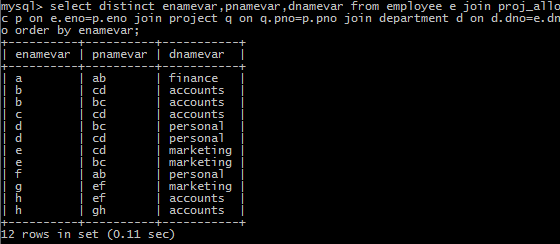 mysql> select distinct enamevar,pnamevar,dnamevar from employee e join proj_allo
c p on e.eno=p.eno join project q on q.pno=p.pno join department d on d.dno=e.dn
o order by enamevar;
+----------+----------+-----------+
| enamevar | pnamevar | dnamevar  |
+----------+----------+-----------+
| a        | ab       | finance   |
| b        | cd       | accounts  |
| b        | bc       | accounts  |
| c        | cd       | accounts  |
| d        | bc       | personal  |
| d        | cd       | personal  |
| e        | cd       | marketing |
| e        | bc       | marketing |
| f        | ab       | personal  |
| g        | ef       | marketing |
| h        | ef       | accounts  |
| h        | gh       | accounts  |
+----------+----------+-----------+
12 rows in set (0.11 sec)